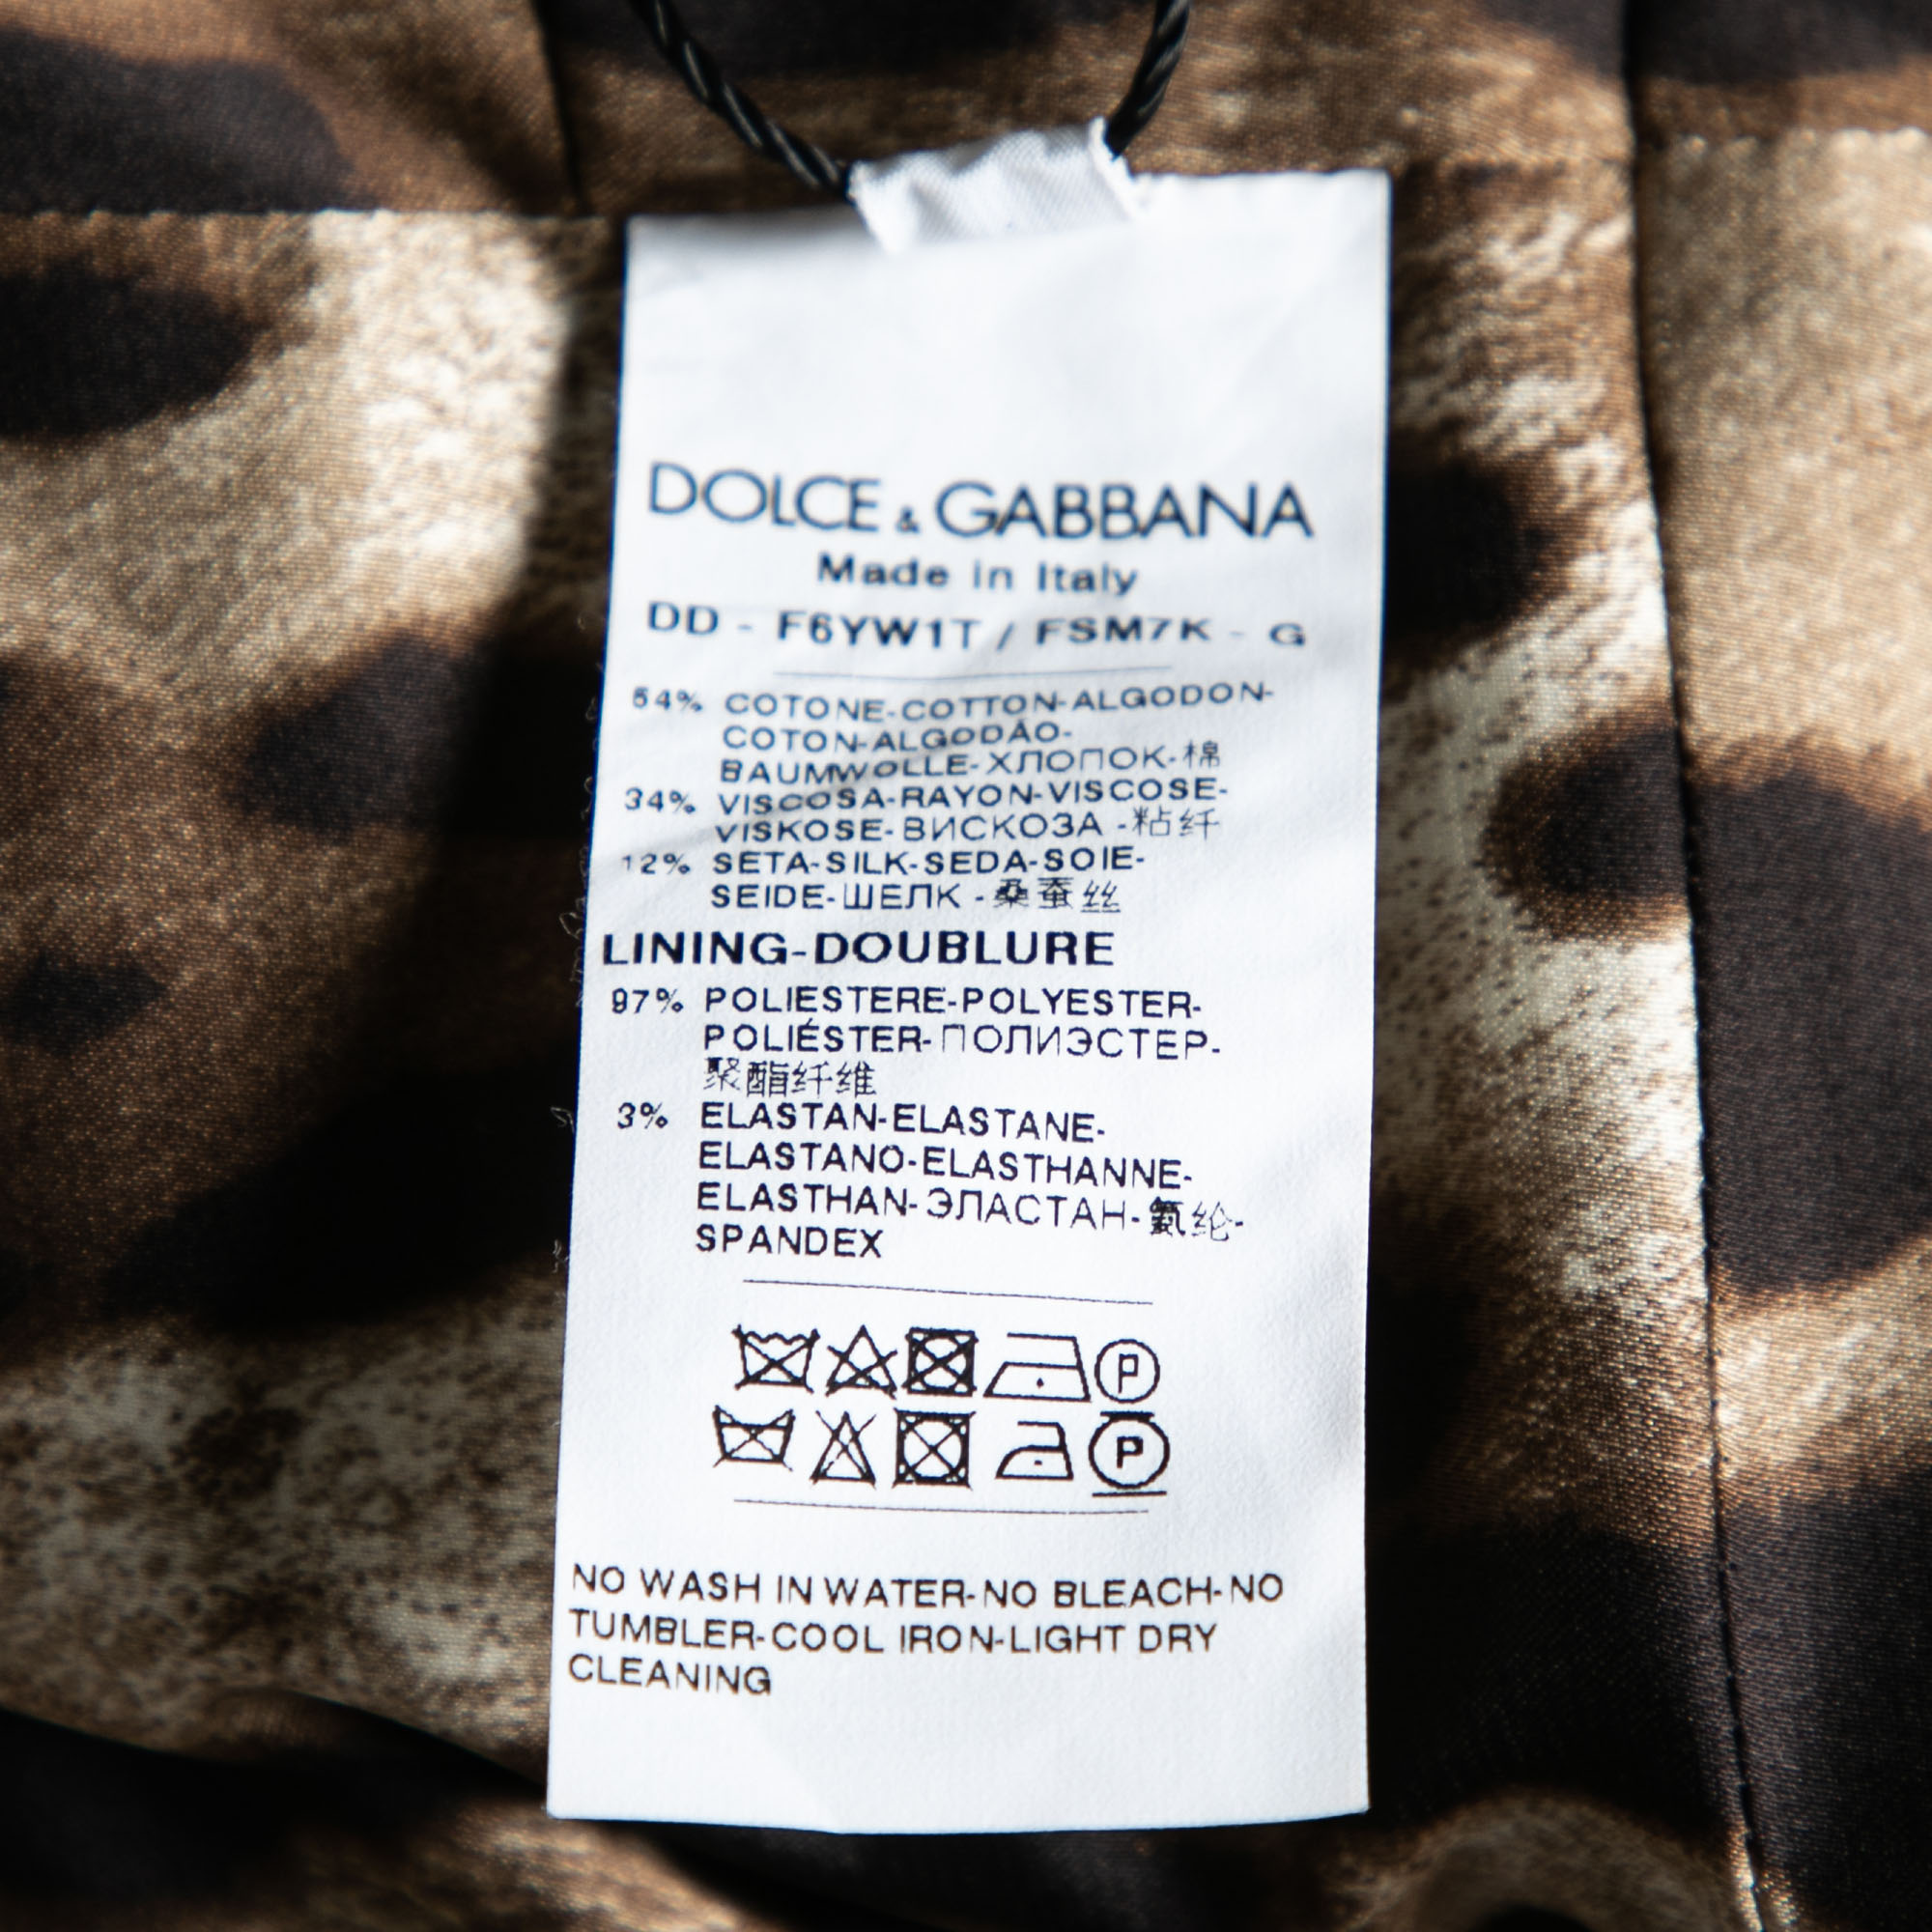 DOLCE & GABBANA
Made in Italy
DD - F6YW1T / FSM7K - G
54% COTONE-COTTON-ALGODON-
COTON-ALGODÃO-
BAUMWOLLE-ХЛОПОК-棉
34% VISCOSA-RAYON-VISCOSE-
VISKOSE-ВИСКОЗА -粘纤
12% SETA-SILK-SEDA-SOIE-
SEIDE-ШЕЛК -桑蚕丝
LINING-DOUBLURE
97% POLIESTERE-POLYESTER-
POLIÉSTER-ПОЛИЭСТЕР-
聚酯纤维
3% ELASTAN-ELASTANE-
ELASTANO-ELASTHANNE-
ELASTHAN-ЭЛАСТАН-氨纶-
SPANDEX
P
P
NO WASH IN WATER-NO BLEACH-NO
TUMBLER-COOL IRON-LIGHT DRY
CLEANING